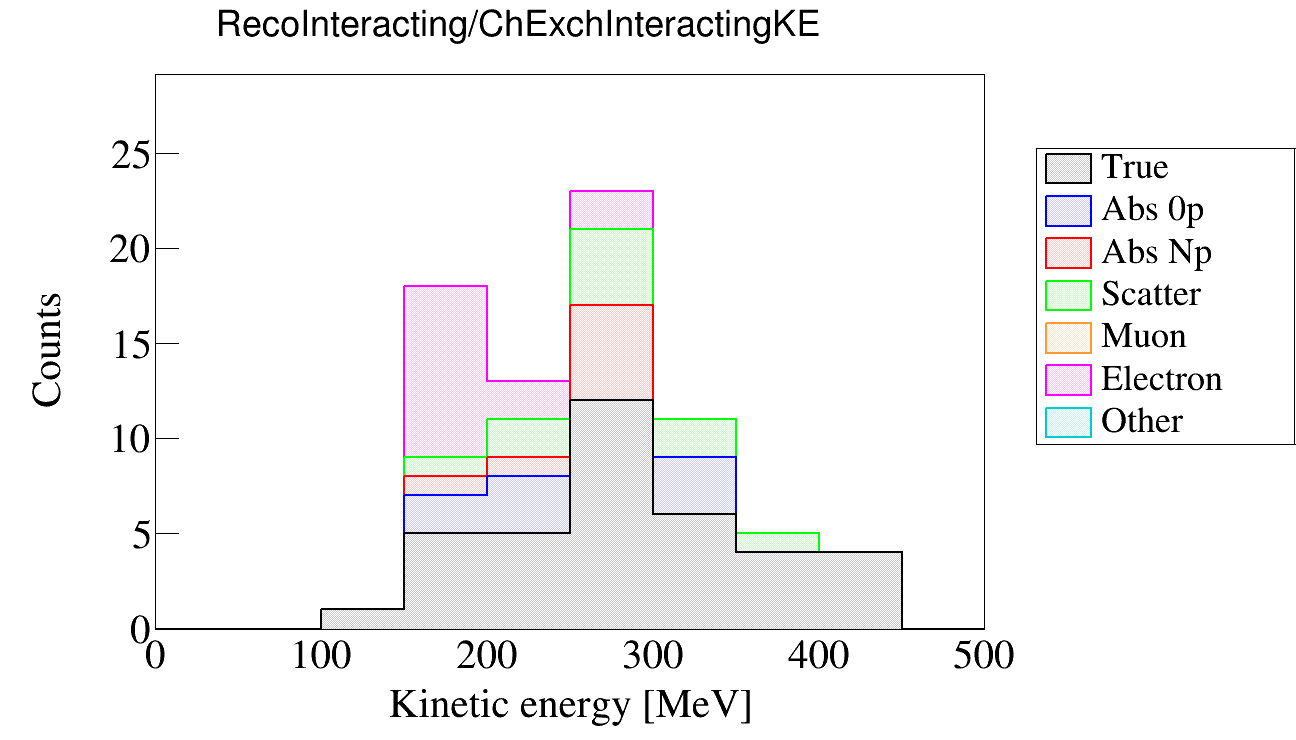 RecoInteracting/ChExchInteractingKE
25
20
15
10
5
0
Counts
0 100 200 300 400 500
Kinetic energy [MeV]
True
Abs 0p
Abs Np
Scatter
Muon
Electron
Other